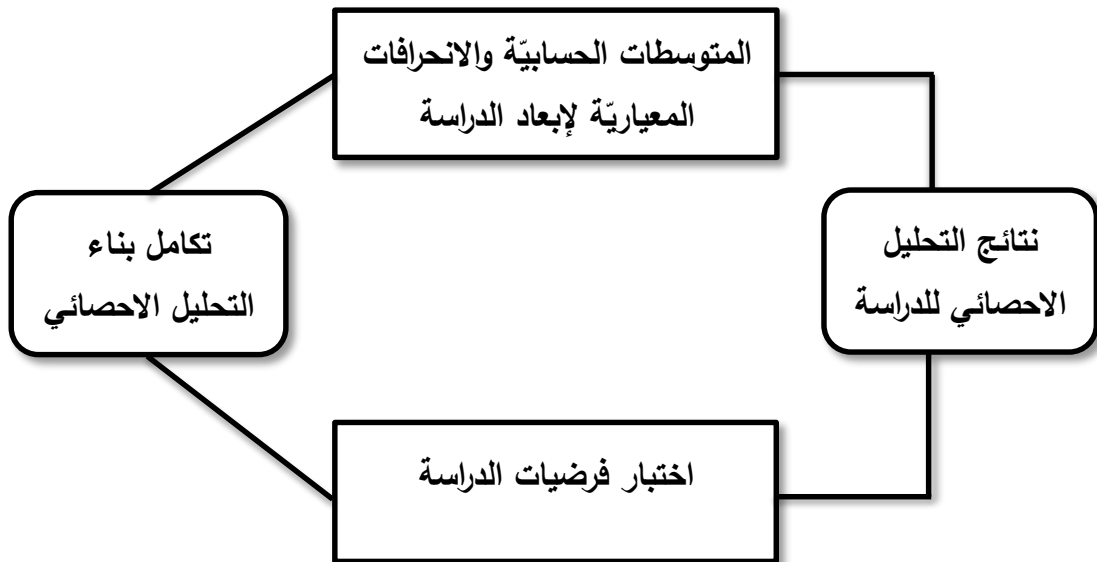 المتوسطات الحسابيّة والانحرافات
المعياريّة لإبعاد الدراسة
نتائج التحليل
الاحصائي للدراسة
تكامل بناء
التحليل الاحصائي
اختبار فرضيات الدراسة